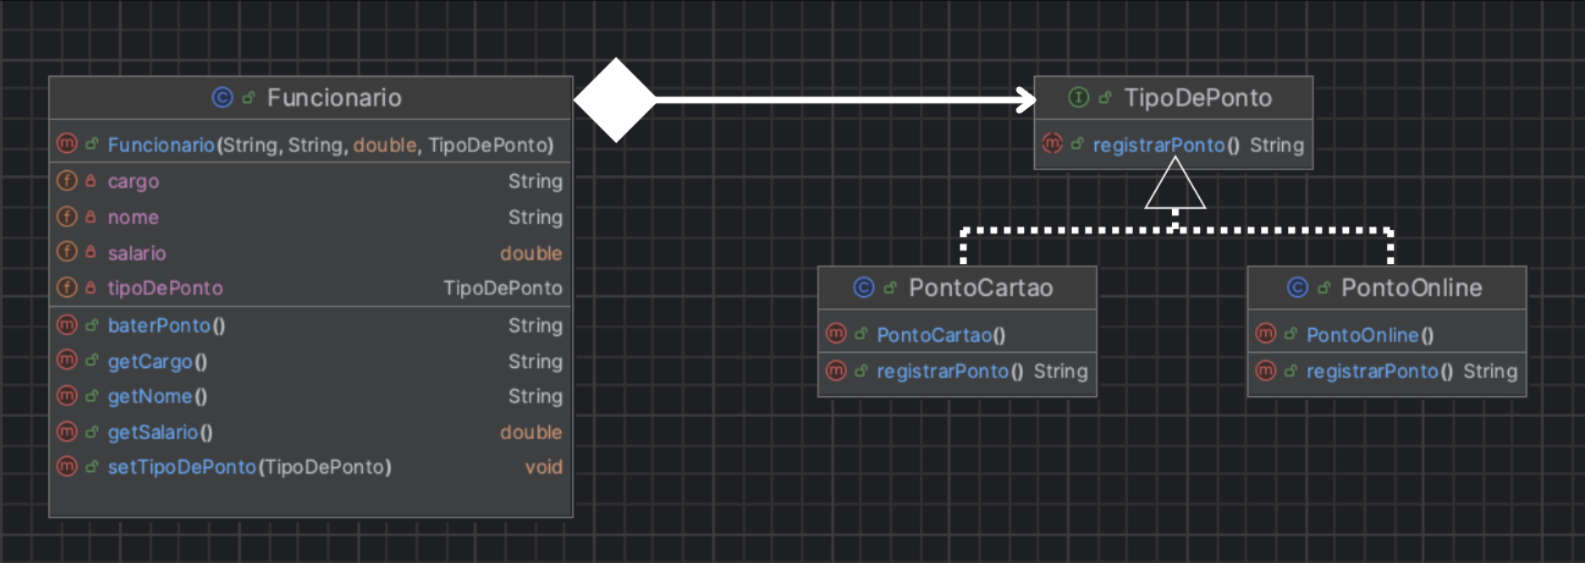 Funcionario
Funcionario(String, String, double, TipoDePonto)
cargo String
nome String
salario double
tipoDePonto TipoDePonto
baterPonto() String
getCargo() String
getNome() String
getSalario() double
setTipoDePonto(TipoDePonto) void
TipoDePonto
registrarPonto() String
PontoCartao
PontoCartao()
registrarPonto() String
PontoOnline
PontoOnline()
registrarPonto() String